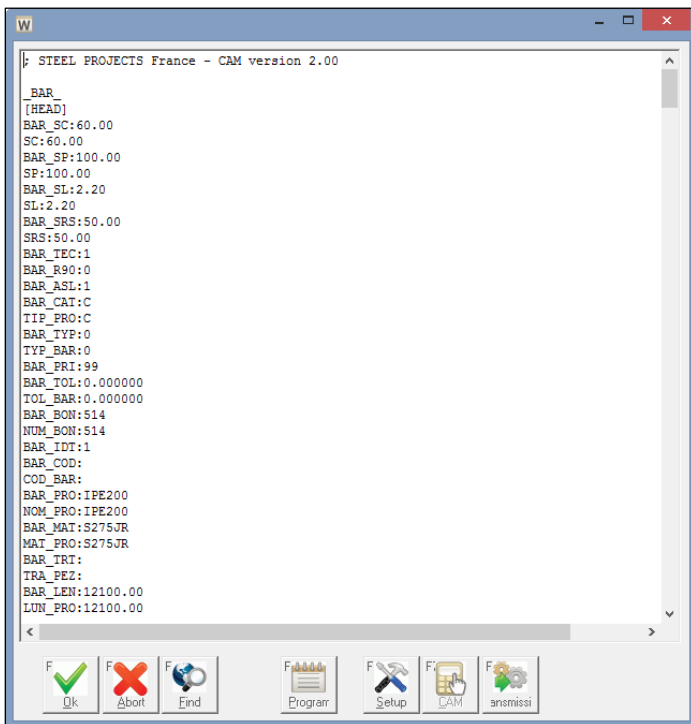 W
; STEEL PROJECTS France - CAM version 2.00
_BAR_
[HEAD]
BAR_SC:60.00
SC:60.00
BAR_SP:100.00
SP:100.00
BAR_SL:2.20
SL:2.20
BAR_SRS:50.00
SRS:50.00
BAR_TEC:1
BAR_R90:0
BAR_ASL:1
BAR_CAT:C
TIP_PRO:C
BAR_TYP:0
TYP_BAR:0
BAR_PRI:99
BAR_TOL:0.000000
TOL_BAR:0.000000
BAR_BON:514
NUM_BON:514
BAR_IDT:1
BAR_COD:
COD_BAR:
BAR_PRO:IPE200
NOM_PRO:IPE200
BAR_MAT:S275JR
MAT_PRO:S275JR
BAR_TRT:
TRA_PEZ:
BAR_LEN:12100.00
LUN_PRO:12100.00
F F F F F F F
Ok Abort Find Prograrr Setup CAM ansmissi